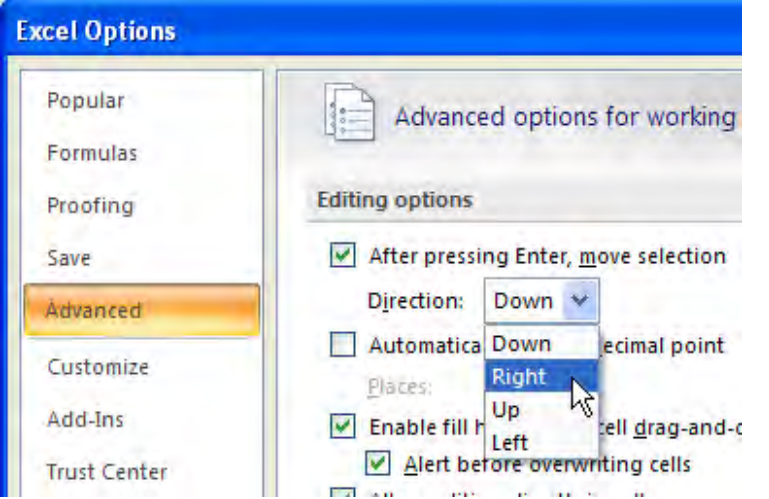 Excel Options
Popular
Formulas
Proofing
Save
Advanced
Customize
Add-Ins
Trust Center
Advanced options for working
Editing options
After pressing Enter, move selection
Direction: Down
Down
Right
Up
Left
ecimal point
Places:
Enable fill cell drag-and-
Alert before overwriting cells